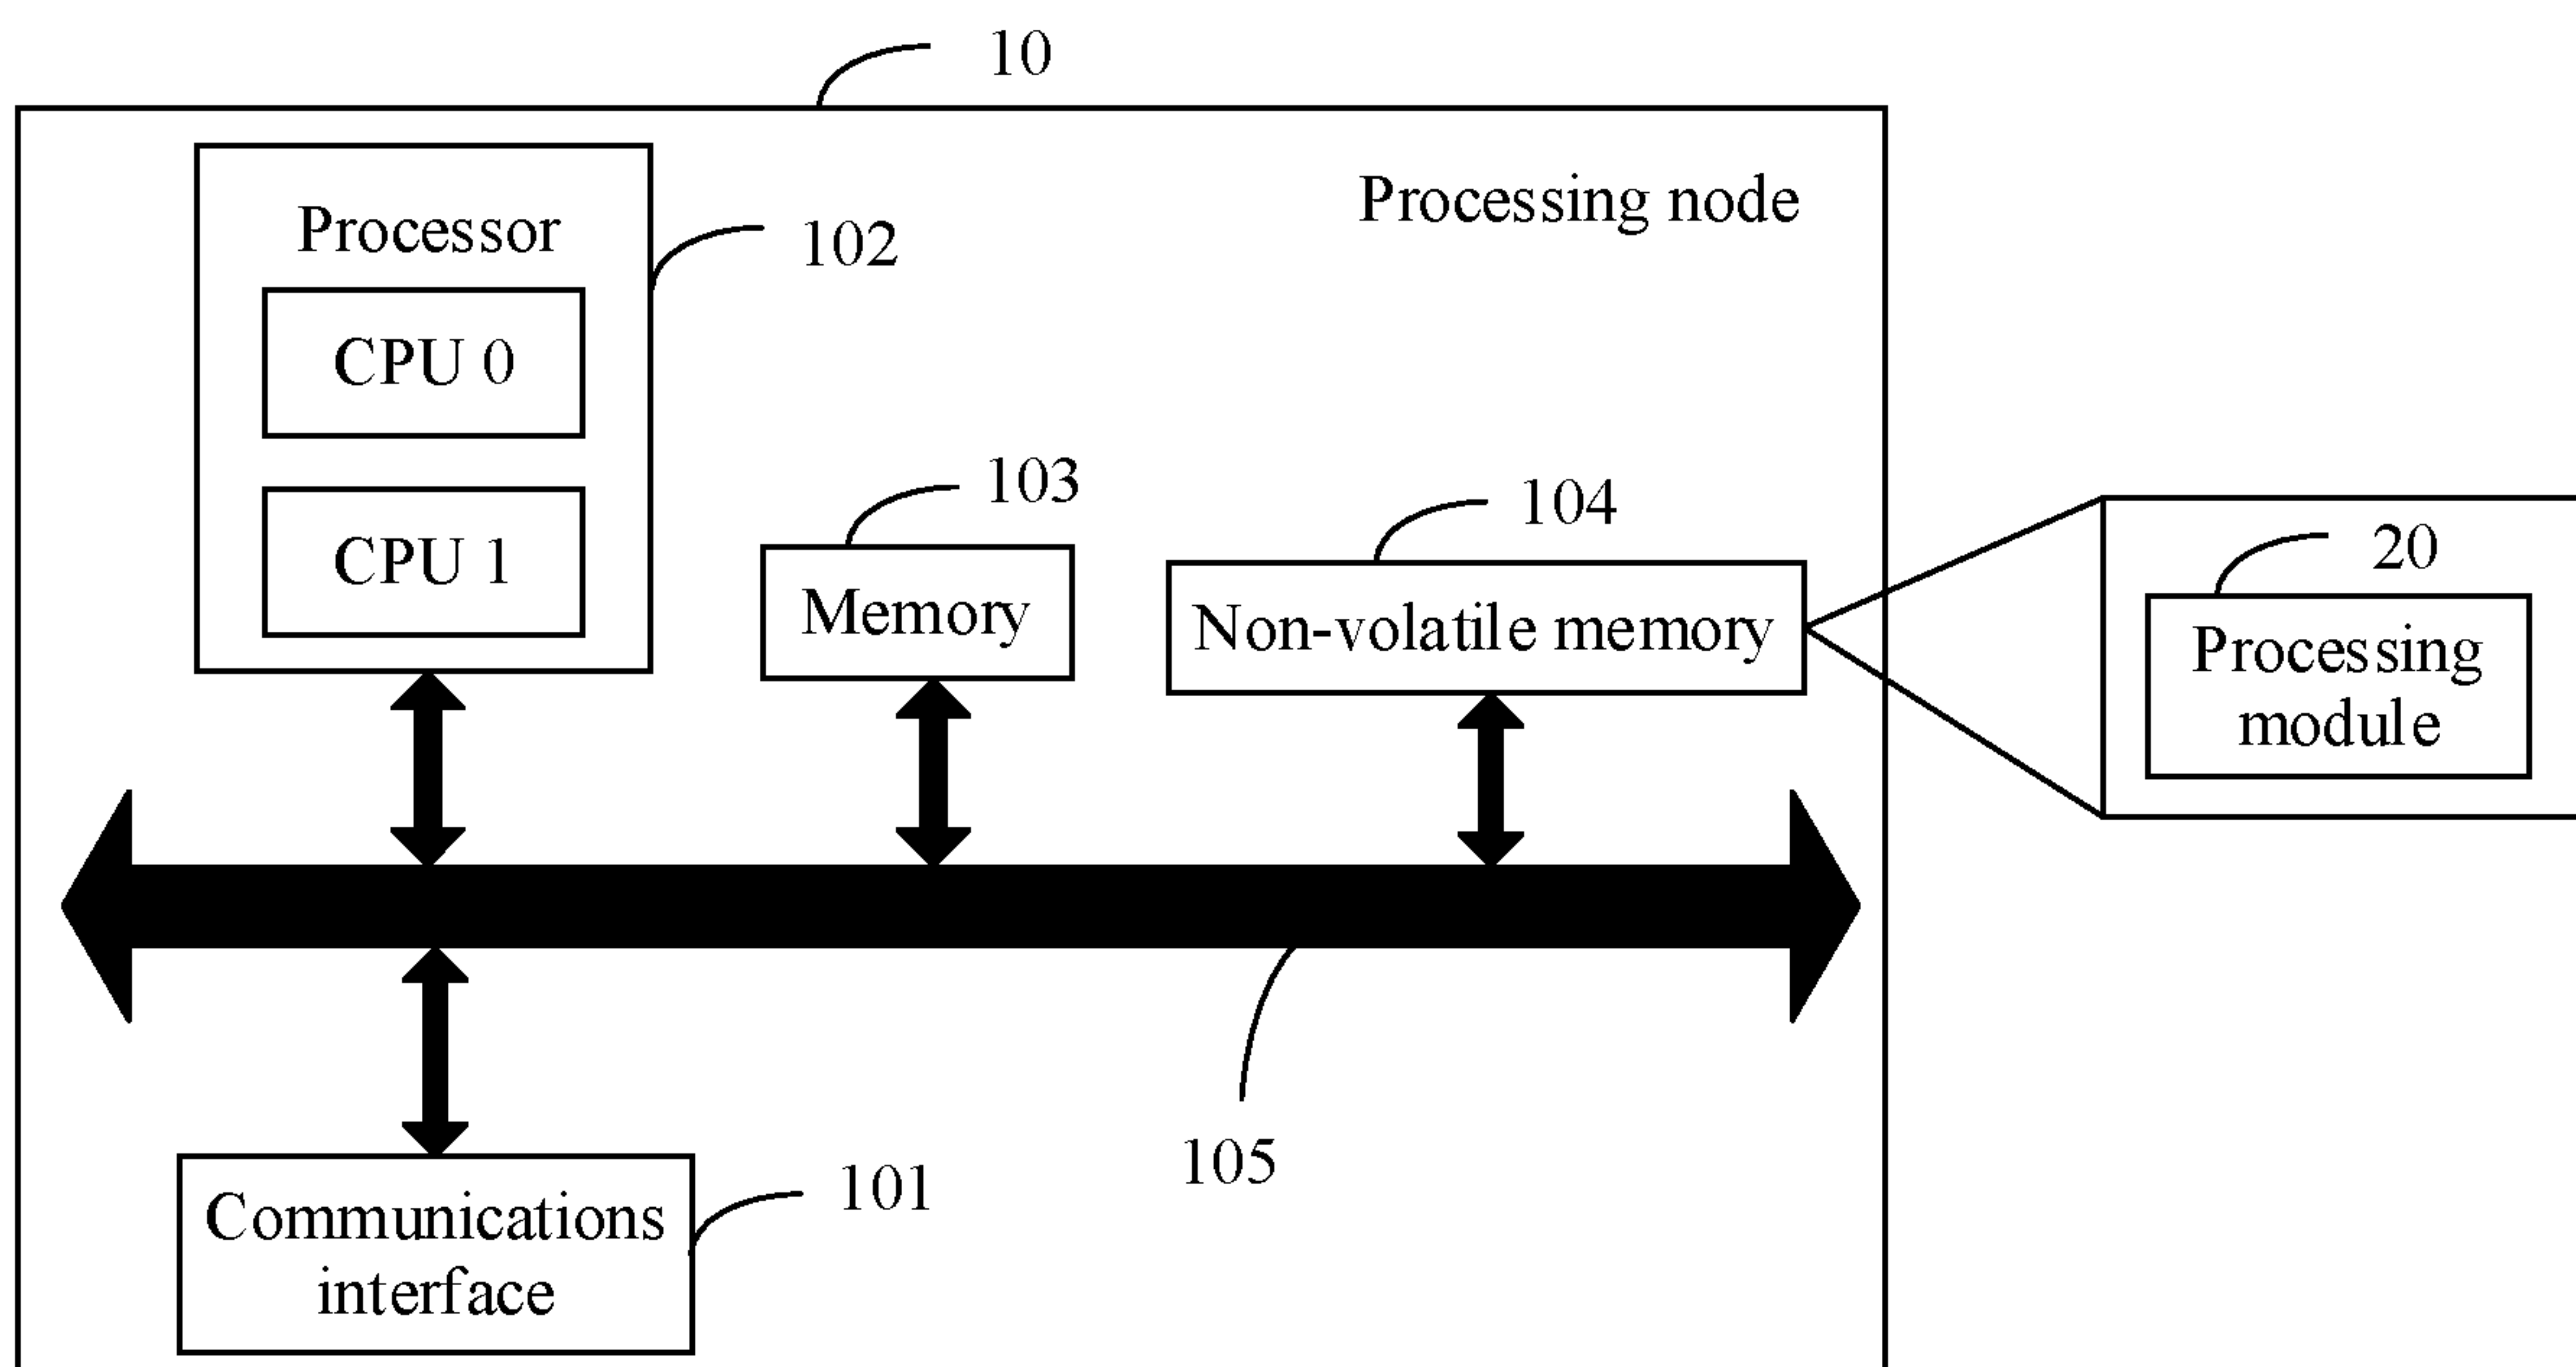 10
Processing node
Processor
102
CPU 0
CPU 1
103
Memory
104
Non-volatile memory
20
Processing
module
105
101
Communications
interface